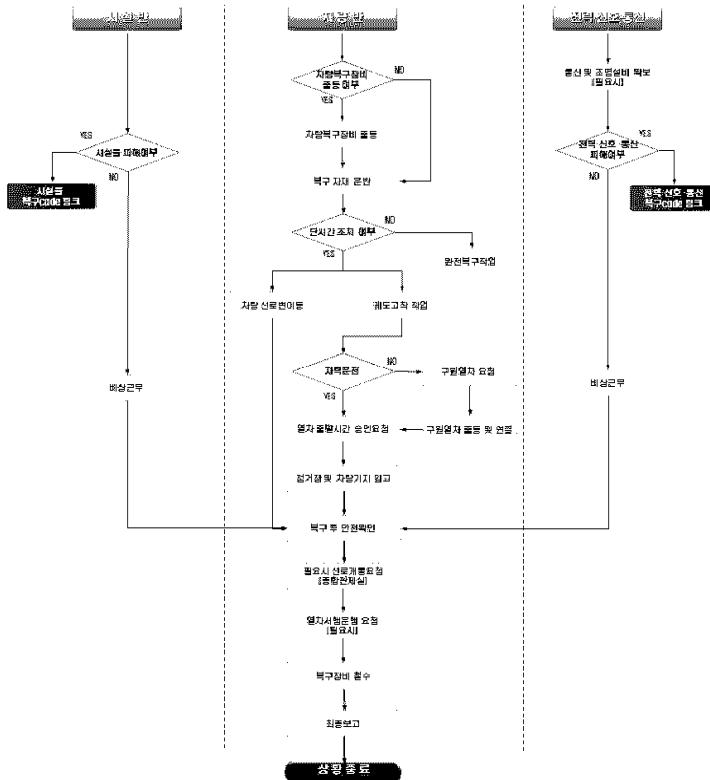 시설반
차량반
전력·신호·통신
차량복구장비
출동여부
NO
YES
통신 및 조명설비 확보
[필요시]
차량복구장비 출동
YES
시설물 피해여부
NO
YES
전력·신호·통신
피해여부
NO
복구 자재 운반
시설물
복구code 링크
전력·신호·통신
복구code 링크
단시간 조치 여부
NO
YES
완전복구작업
차량 선로변이동
궤도고착 작업
자력운전
NO
YES
구원열차 요청
비상근무
비상근무
열차 출발시간 승인요청
구원열차 출동 및 연결
정거장 및 차량기지 입고
복구 후 안전확인
필요시 선로개통요청
[종합관제실]
열차서행운행 요청
[필요시]
복구장비 철수
최종보고
상황종료